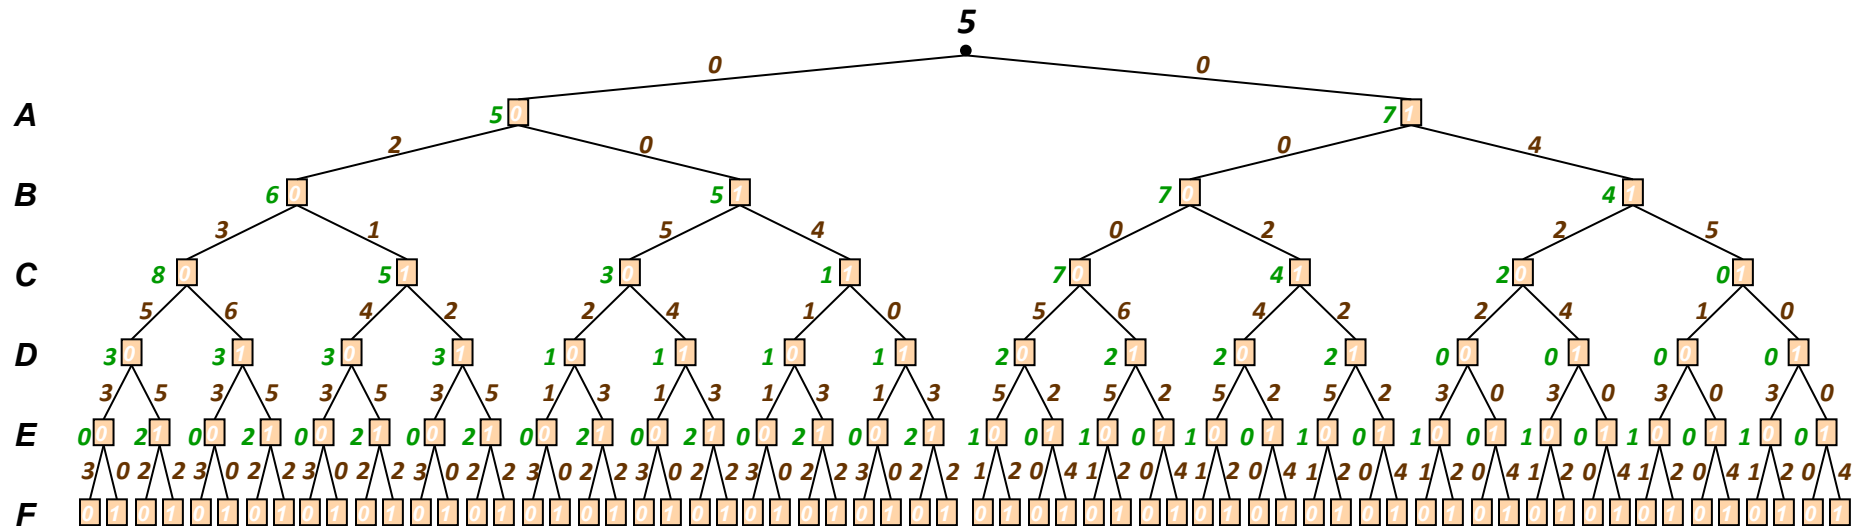 5
0 0
A 5 0 7 1
2 0 0 4
B 6 0 5 1 7 0 4 1
3 1 5 4 0 2 2 5
C 8 0 5 1 3 0 1 1 7 0 4 1 2 0 0 1
5 6 4 2 2 4 1 0 5 6 4 2 2 4 1 0
D 3 0 3 1 3 0 3 1 1 0 1 1 1 0 1 1 2 0 2 1 2 0 2 1 0 0 0 1 0 0 0 1
3 5 3 5 3 5 3 5 1 3 1 3 1 3 1 3 5 2 5 2 5 2 5 2 3 0 3 0 3 0 3 0
E 0 0 2 1 0 0 2 1 0 0 2 1 0 0 2 1 0 0 2 1 0 0 2 1 0 0 2 1 0 0 2 1 1 0 0 1 1 0 0 1 1 0 0 1 1 0 0 1 1 0 0 1 1 0 0 1 1 0 0 1 1 0 0 1
3 0 2 2 3 0 2 2 3 0 2 2 3 0 2 2 3 0 2 2 3 0 2 2 3 0 2 2 3 0 2 2 1 2 0 4 1 2 0 4 1 2 0 4 1 2 0 4 1 2 0 4 1 2 0 4 1 2 0 4 1 2 0 4
F 0 1 0 1 0 1 0 1 0 1 0 1 0 1 0 1 0 1 0 1 0 1 0 1 0 1 0 1 0 1 0 1 0 1 0 1 0 1 0 1 0 1 0 1 0 1 0 1 0 1 0 1 0 1 0 1 0 1 0 1 0 1 0 1